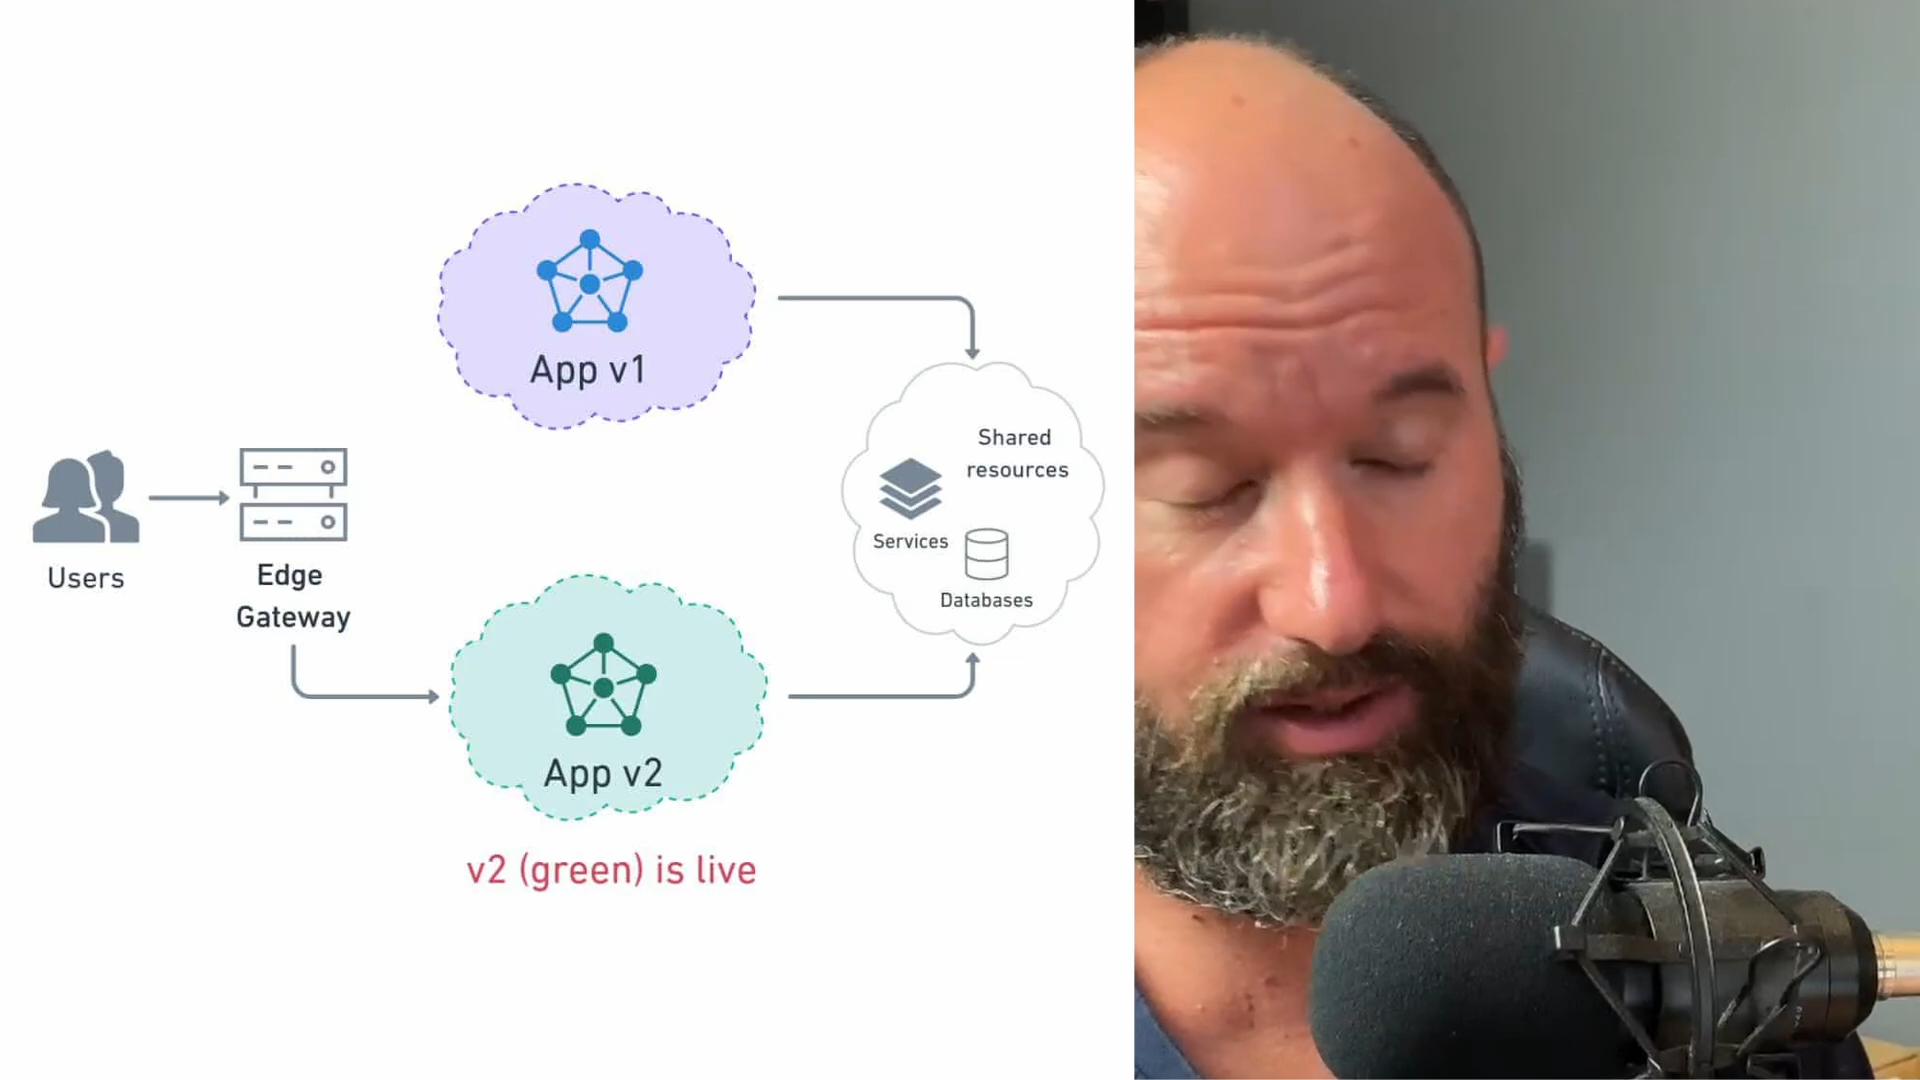 App v1
Shared
resources
Services
Databases
Users
Edge
Gateway
App v2
v2 (green) is live